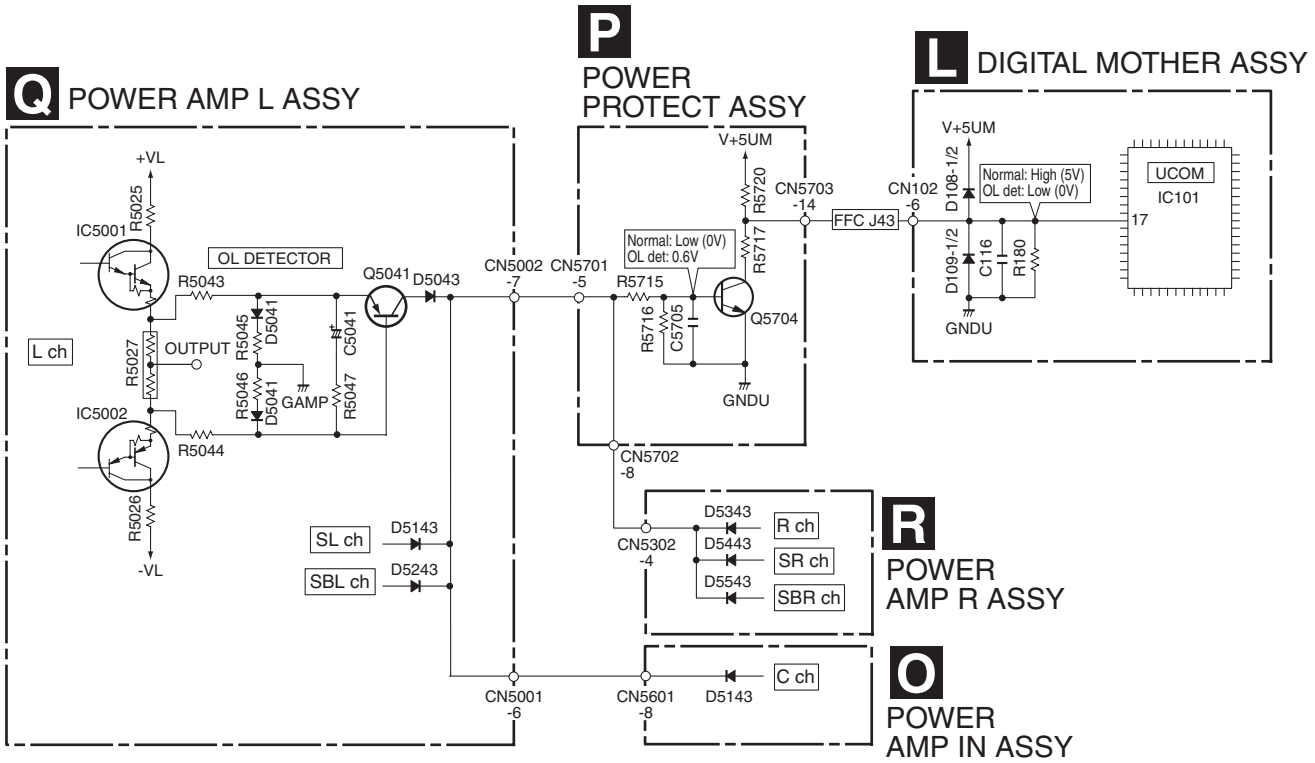 P
POWER
PROTECT ASSY
L DIGITAL MOTHER ASSY
Q POWER AMP L ASSY
+VL
R5025
IC5001
OL DETECTOR
R5043
Q5041
D5043
CN5002
-7
CN5701
-5
D5041
R5045
C5041
+
L ch
R5027
OUTPUT
R5046
D5041
GAMP
R5047
IC5002
R5044
R5026
-VL
SL ch
D5143
SBL ch
D5243
V+5UM
R5720
CN5703
-14
FFC J43
CN102
-6
Normal: Low (0V)
OL det: 0.6V
R5717
R5715
R5716
C5705
Q5704
GNDU
V+5UM
D108-1/2
Normal: High (5V)
OL det: Low (0V)
UCOM
IC101
17
D109-1/2
C116
R180
GNDU
CN5702
-8
CN5302
-4
D5343
R ch
D5443
SR ch
D5543
SBR ch
R
POWER
AMP R ASSY
CN5001
-6
CN5601
-8
D5143
C ch
O
POWER
AMP IN ASSY